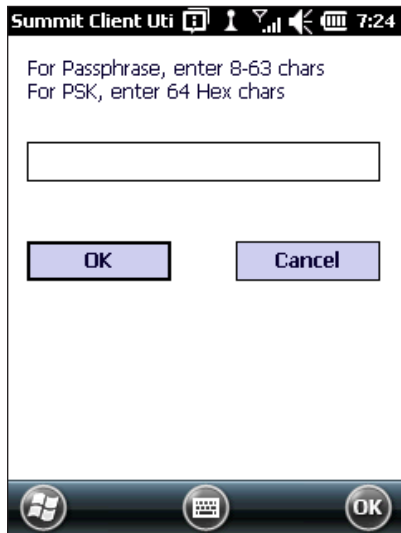 Summit Client Uti 7:24
For Passphrase, enter 8-63 chars
For PSK, enter 64 Hex chars
OK Cancel
OK